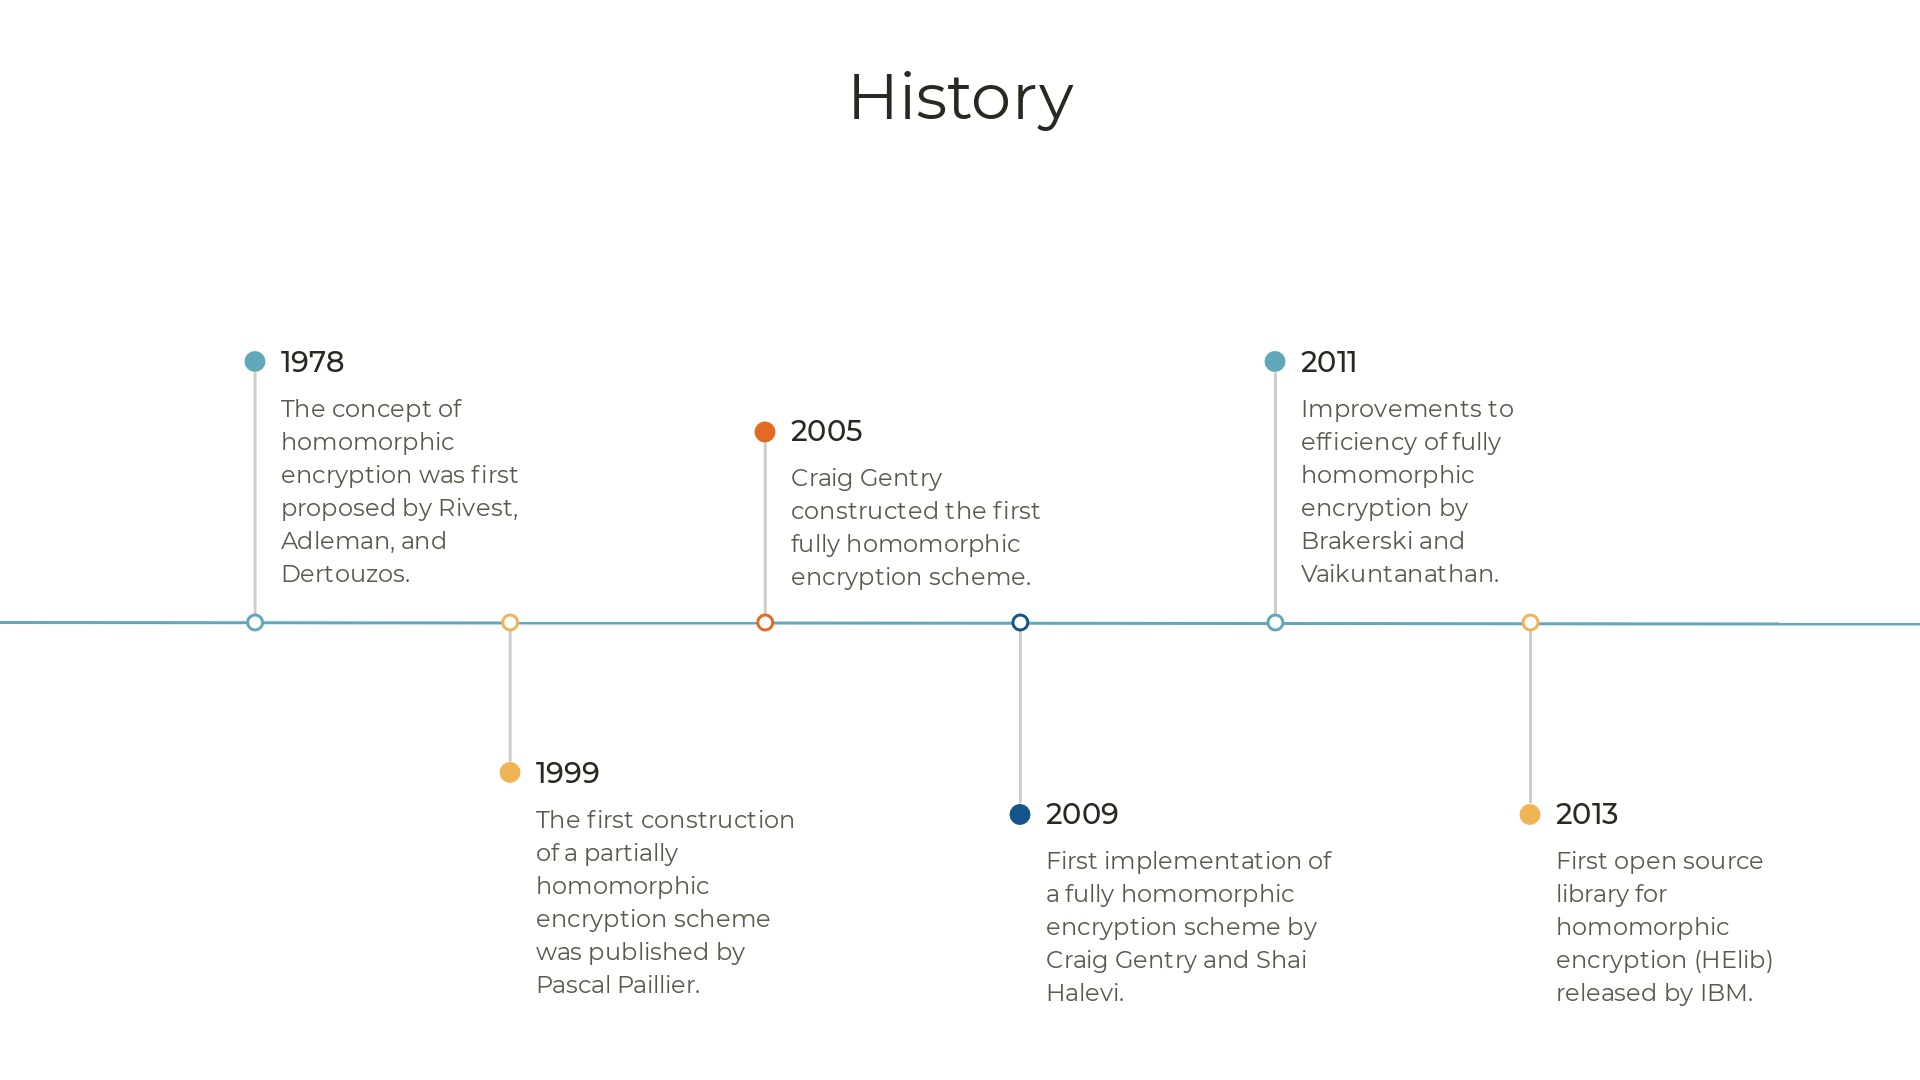 History
1978
The concept of
homomorphic
encryption was first
proposed by Rivest,
Adleman, and
Dertouzos.
1999
The first construction
of a partially
homomorphic
encryption scheme
was published by
Pascal Paillier.
2005
Craig Gentry
constructed the first
fully homomorphic
encryption scheme.
2009
First implementation of
a fully homomorphic
encryption scheme by
Craig Gentry and Shai
Halevi.
2011
Improvements to
efficiency of fully
homomorphic
encryption by
Brakerski and
Vaikuntanathan.
2013
First open source
library for
homomorphic
encryption (HElib)
released by IBM.